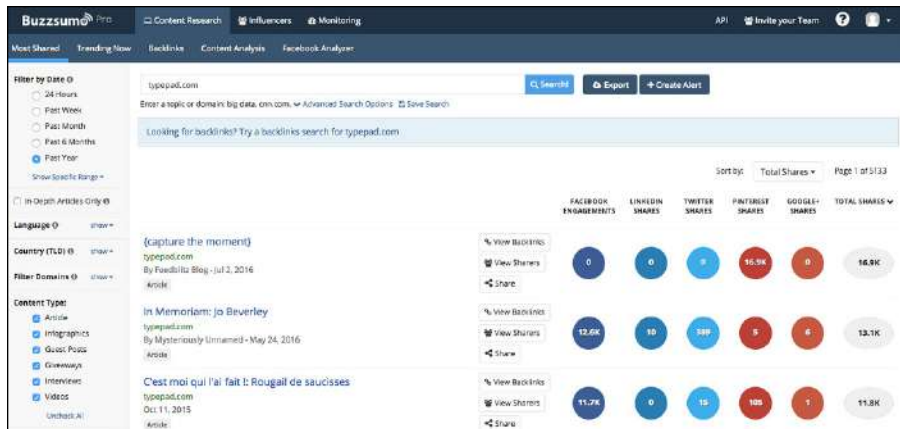 Buzzsumo Pro Content Research Influencers Monitoring API Invite your Team ?
Most Shared Trending Now Backlinks Content Analysis Facebook Analyzer
Filter by Date
24 Hours
Past Week
Past Month
Past 6 Months
Past Year
Show Specific Range
In-Depth Articles Only
Language show
Country (TLD) show
Filter Domains show
Content Type:
Article
Infographics
Guest Posts
Giveaways
Interviews
Videos
Uncheck All
typepad.com Search! Export + Create Alert
Enter a topic or domain: big data, cnn.com. Advanced Search Options Save Search
Looking for backlinks? Try a backlinks search for typepad.com
Sort by: Total Shares Page 1 of 5133
FACEBOOK ENGAGEMENTS LINKEDIN SHARES TWITTER SHARES PINTEREST SHARES GOOGLE+ SHARES TOTAL SHARES
{capture the moment}
typepad.com
By Feedblitz Blog - Jul 2, 2016
Article
View Backlinks
View Sharers
Share
0 0 0 16.9K 0 16.9K
In Memoriam: Jo Beverley
typepad.com
By Mysteriously Unnamed - May 24, 2016
Article
View Backlinks
View Sharers
Share
12.6K 10 5 6 13.1K
C'est moi qui l'ai fait !: Rougail de saucisses
typepad.com
Oct 11, 2015
Article
View Backlinks
View Sharers
Share
11.7K 0 15 105 1 11.8K